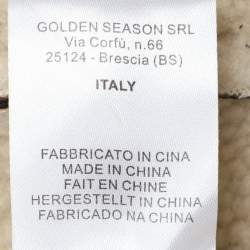 GOLDEN SEASON SRL
Via Corfù, n.66
25124 - Brescia (BS)
ITALY
FABBRICATO IN CINA
MADE IN CHINA
FAIT EN CHINE
HERGESTELLT IN CHINA
FABRICADO NA CHINA